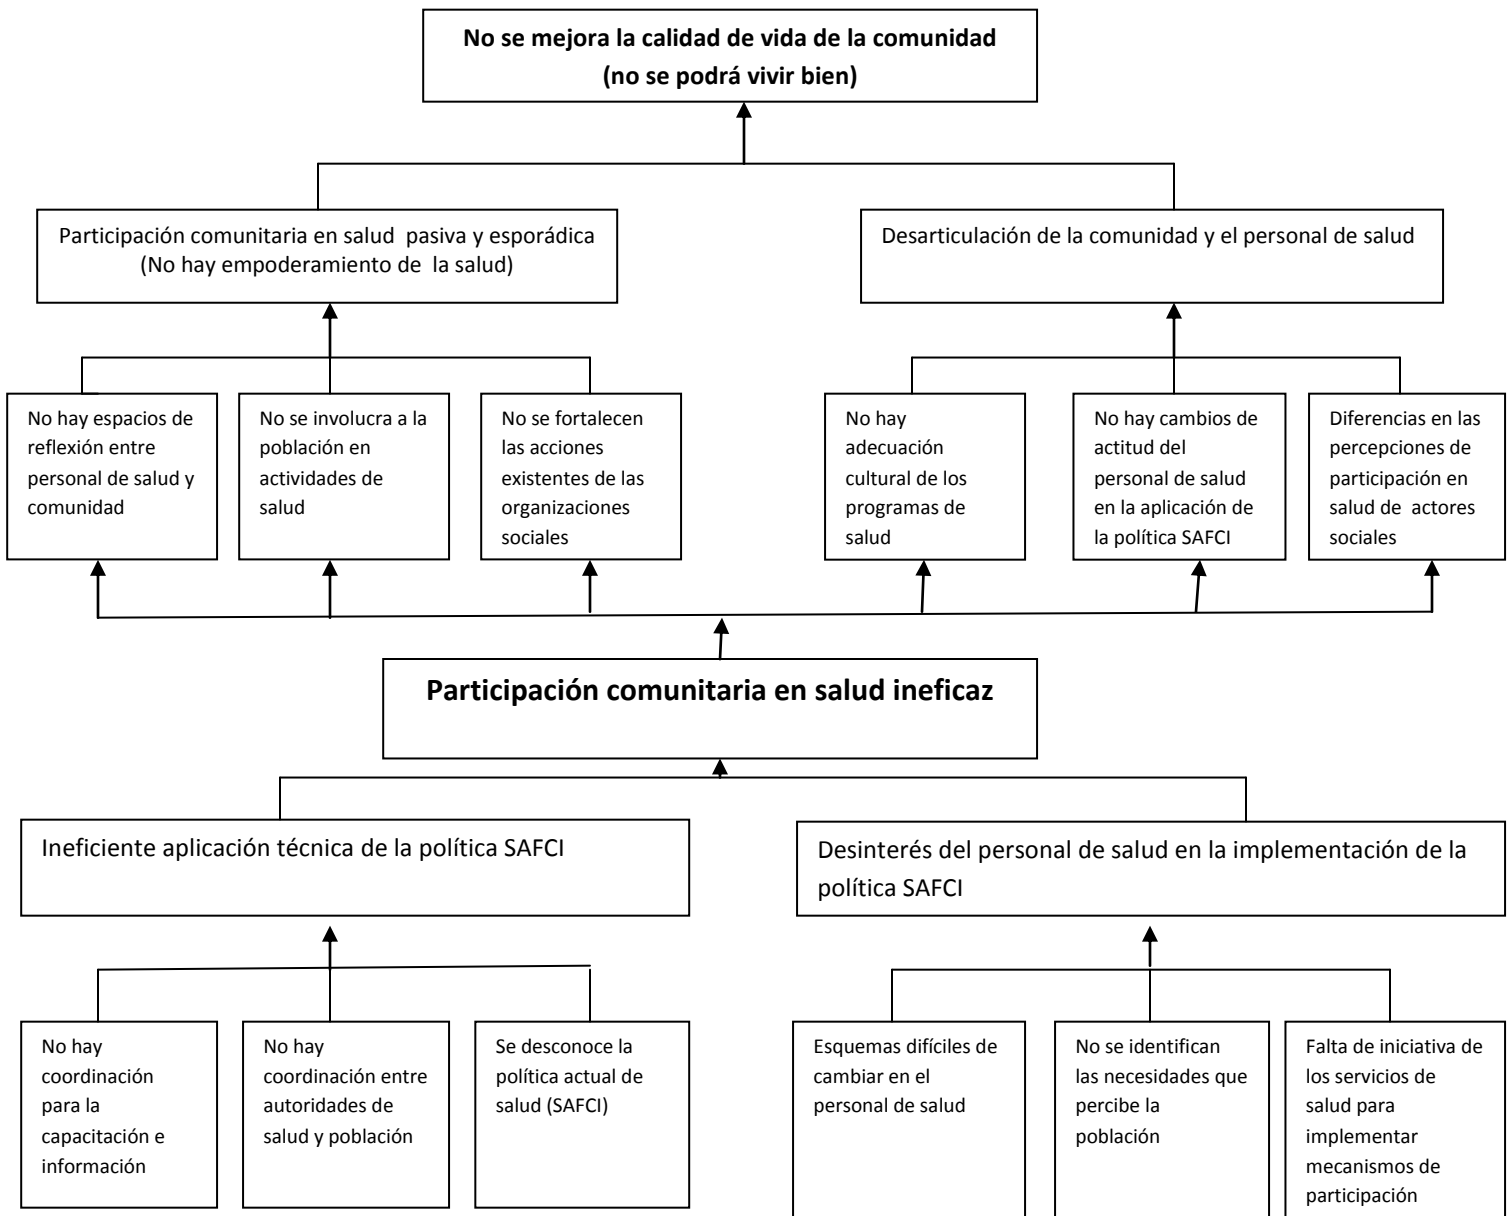 No se mejora la calidad de vida de la comunidad
(no se podrá vivir bien)
Participación comunitaria en salud  pasiva y esporádica
(No hay empoderamiento de  la salud)
Desarticulación de la comunidad y el personal de salud
No hay espacios de
reflexión entre
personal de salud y
comunidad
No se involucra a la
población en
actividades de
salud
No se fortalecen
las acciones
existentes de las
organizaciones
sociales
No hay
adecuación
cultural de los
programas de
salud
No hay cambios de
actitud del
personal de salud
en la aplicación de
la política SAFCI
Diferencias en las
percepciones de
participación en
salud de  actores
sociales
Participación comunitaria en salud ineficaz
Ineficiente aplicación técnica de la política SAFCI
Desinterés del personal de salud en la implementación de la
política SAFCI
No hay
coordinación
para la
capacitación e
información
No hay
coordinación entre
autoridades de
salud y población
Se desconoce la
política actual de
salud (SAFCI)
Esquemas difíciles de
cambiar en el
personal de salud
No se identifican
las necesidades que
percibe la
población
Falta de iniciativa de
los servicios de
salud para
implementar
mecanismos de
participación